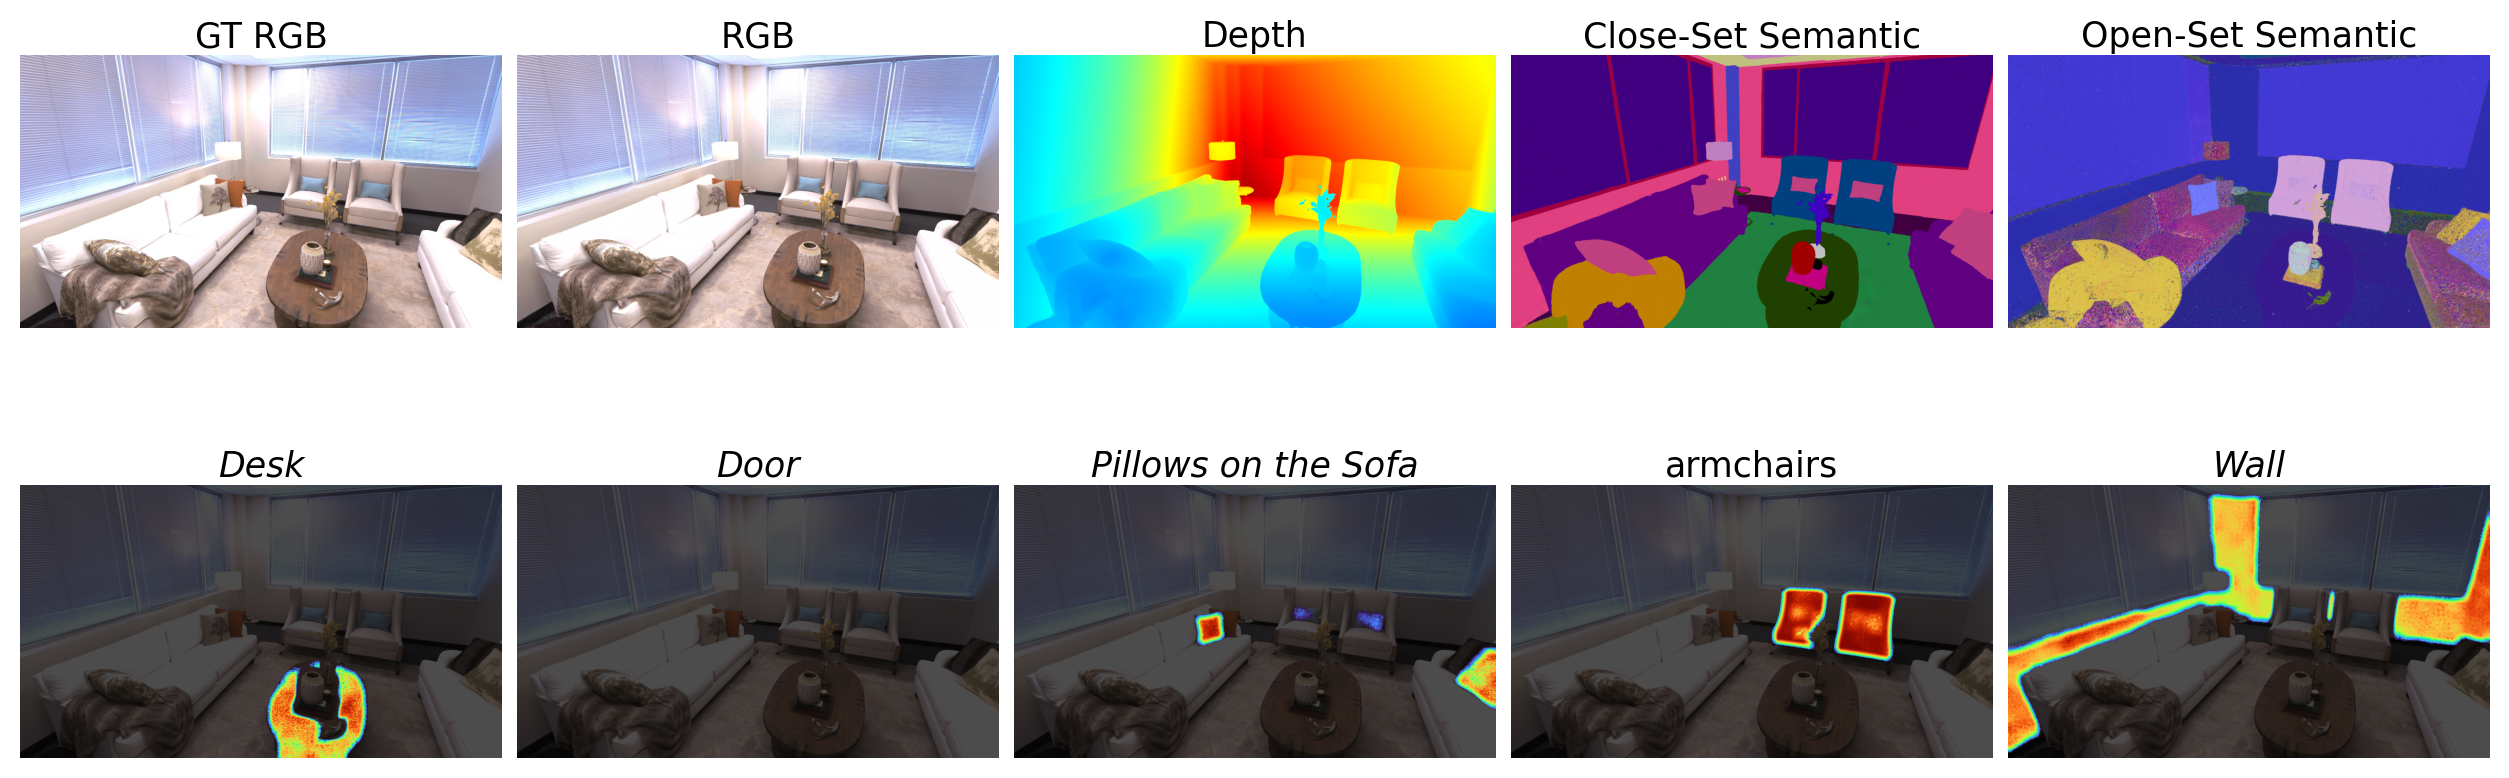 GT RGB
RGB
Depth
Close-Set Semantic
Open-Set Semantic
Desk
Door
Pillows on the Sofa
armchairs
Wall